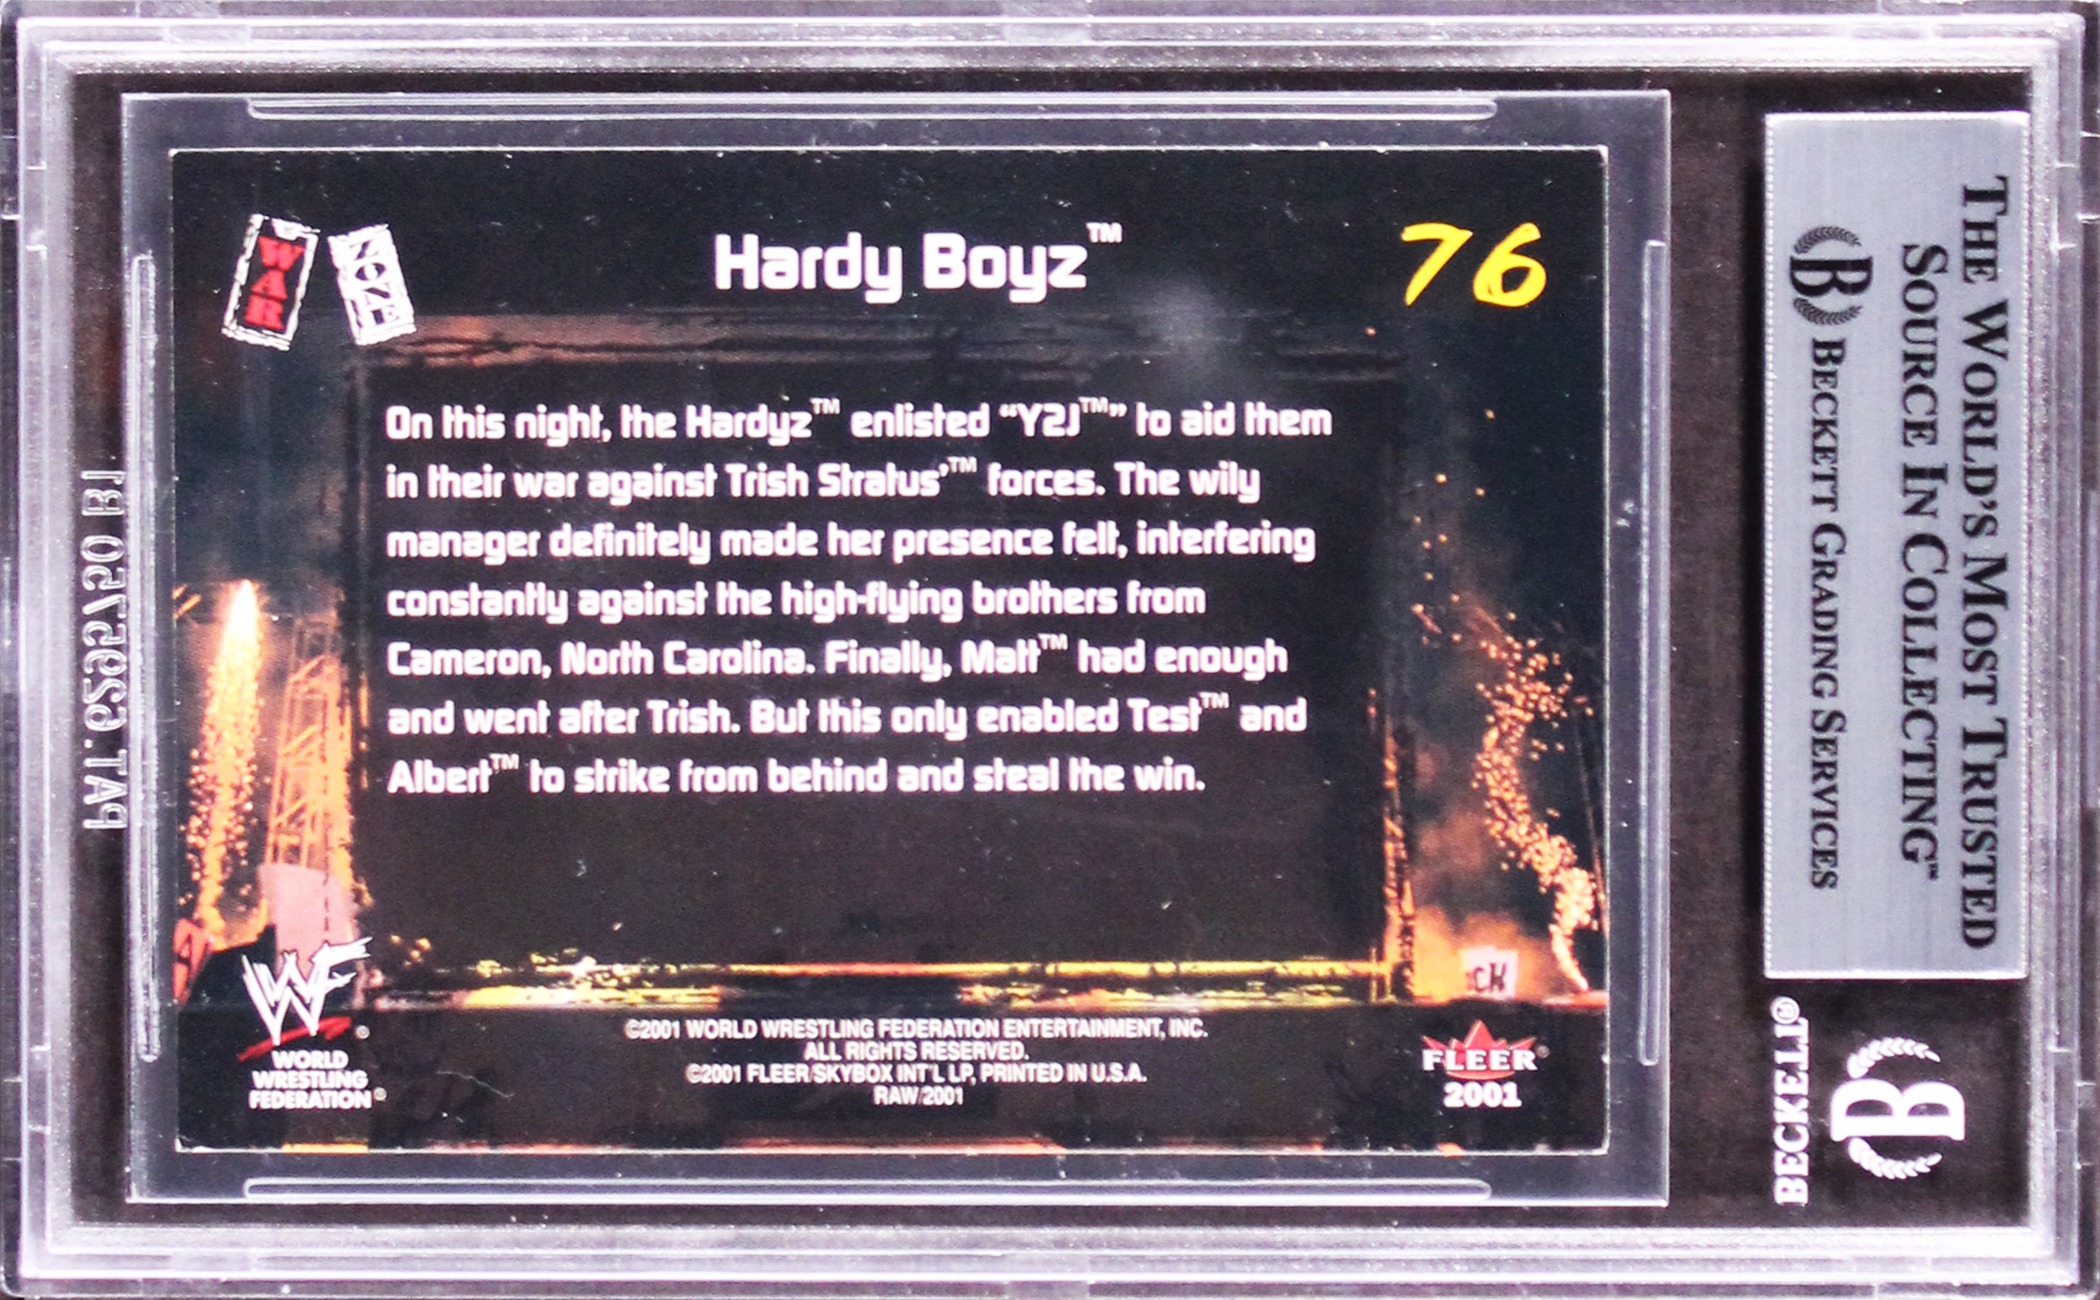 WAR
NOZE
Hardy Boyz™
76
On this night, the Hardyz™ enlisted “Y2J™” to aid them
in their war against Trish Stratus’™ forces. The wily
manager definitely made her presence felt, interfering
constantly against the high-flying brothers from
Cameron, North Carolina. Finally, Matt™ had enough
and went after Trish. But this only enabled Test™ and
Albert™ to strike from behind and steal the win.
WF
WORLD
WRESTLING
FEDERATION®
©2001 WORLD WRESTLING FEDERATION ENTERTAINMENT, INC.
ALL RIGHTS RESERVED.
©2001 FLEER/SKYBOX INT'L LP, PRINTED IN U.S.A.
RAW/2001
FLEER®
2001
THE WORLD'S MOST TRUSTED
SOURCE IN COLLECTING™
B BECKETT GRADING SERVICES
BECKETT®
B